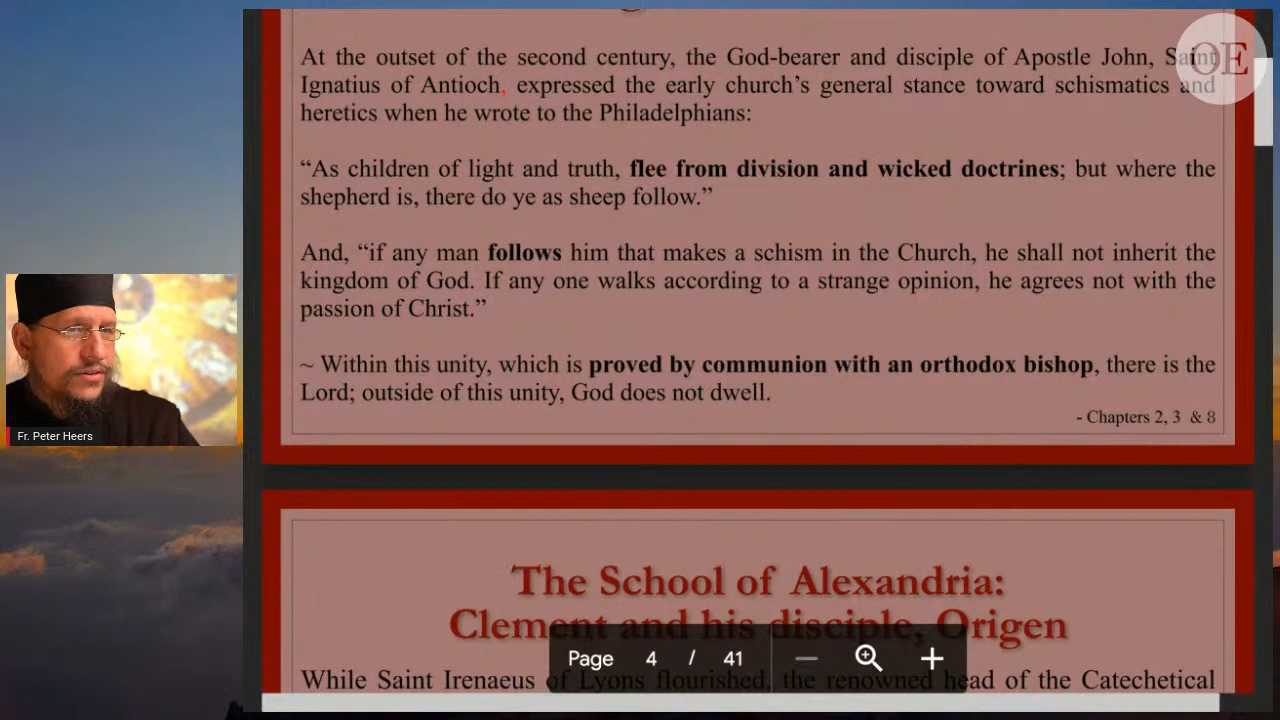 OE
At the outset of the second century, the God-bearer and disciple of Apostle John, Saint
Ignatius of Antioch, expressed the early church’s general stance toward schismatics and
heretics when he wrote to the Philadelphians:
“As children of light and truth, flee from division and wicked doctrines; but where the
shepherd is, there do ye as sheep follow.”
And, “if any man follows him that makes a schism in the Church, he shall not inherit the
kingdom of God. If any one walks according to a strange opinion, he agrees not with the
passion of Christ.”
~ Within this unity, which is proved by communion with an orthodox bishop, there is the
Lord; outside of this unity, God does not dwell.
- Chapters 2, 3 & 8
Fr. Peter Heers
The School of Alexandria:
Clement and his disciple, Origen
Page 4 / 41
While Saint Irenaeus of Lyons flourished, the renowned head of the Catechetical